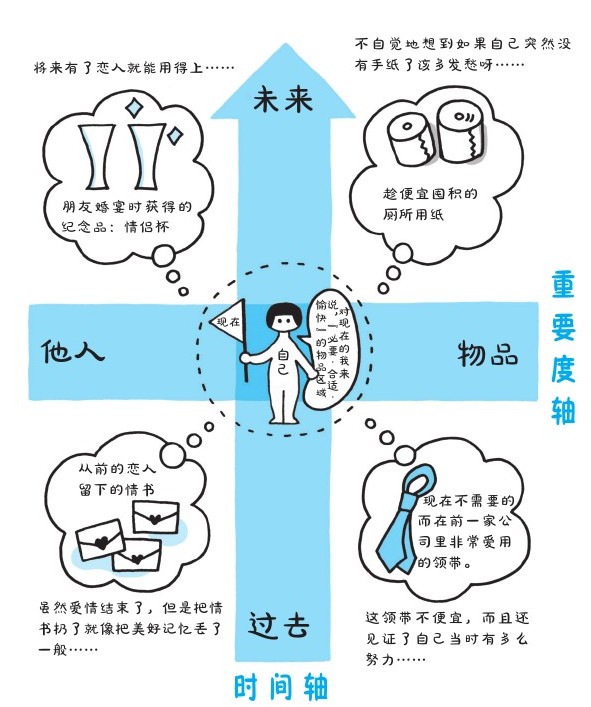 将来有了恋人就能用得上……
不自觉地想到如果自己突然没
有手纸了该多发愁呀……
未来
朋友婚宴时获得的
纪念品：情侣杯
趁便宜囤积的
厕所用纸
现在
自己
对现在的我来
说，「必要、合适、
愉快」的物品区域
他人
物品
重要度轴
从前的恋人
留下的情书
现在不需要的
而在前一家公
司里非常爱用
的领带。
虽然爱情结束了，但是把情
书扔了就像把美好记忆丢了
一般……
过去
这领带不便宜，而且还
见证了自己当时有多么
努力……
时间轴